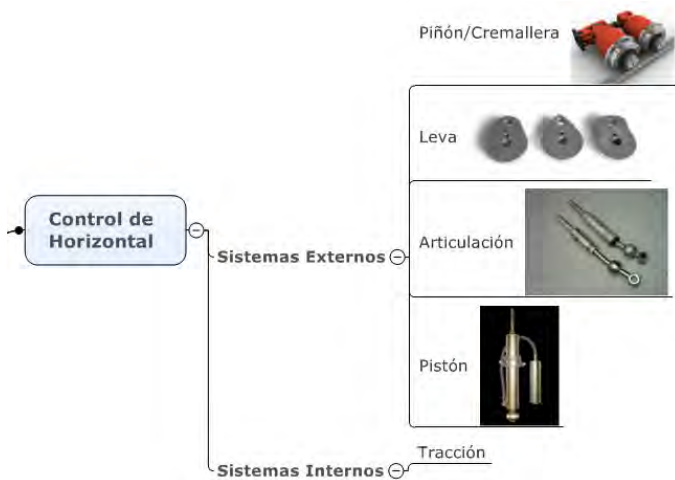 Piñón/Cremallera
Leva
Control de
Horizontal
Sistemas Externos
Articulación
Pistón
Sistemas Internos
Tracción